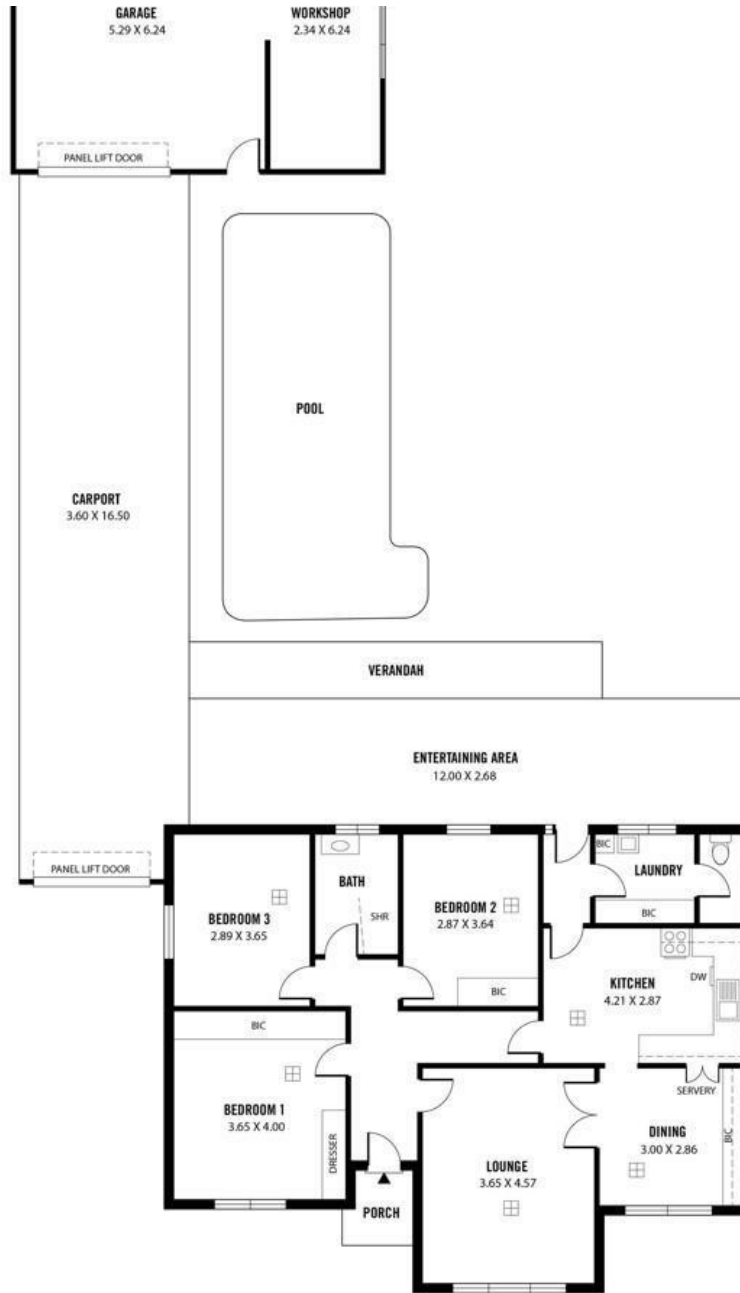 GARAGE
5.29 X 6.24
WORKSHOP
2.34 X 6.24
PANEL LIFT DOOR
POOL
CARPORT
3.60 X 16.50
VERANDAH
ENTERTAINING AREA
12.00 X 2.68
PANEL LIFT DOOR
BATH
SHR
BIC
LAUNDRY
BIC
BEDROOM 3
2.89 X 3.65
BEDROOM 2
2.87 X 3.64
BIC
KITCHEN
4.21 X 2.87
DW
BIC
BEDROOM 1
3.65 X 4.00
DRESSER
SERVERY
BIC
DINING
3.00 X 2.86
LOUNGE
3.65 X 4.57
PORCH